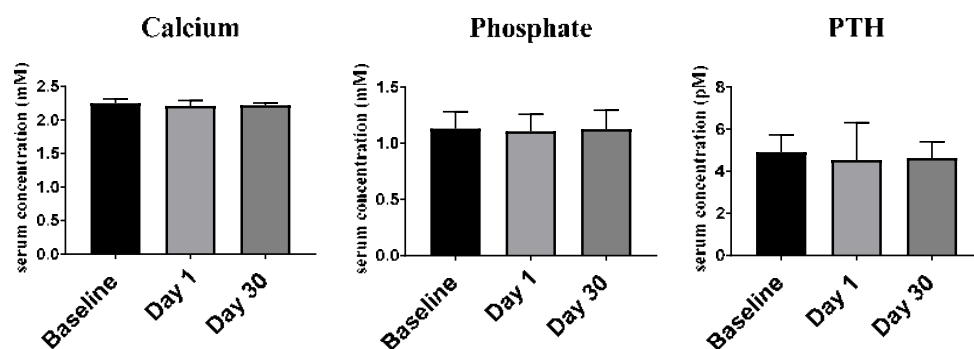 Calcium
serum concentration (mM)
2.5
2.0
1.5
1.0
0.5
0.0
Baseline
Day 1
Day 30
Phosphate
serum concentration (mM)
1.5
1.0
0.5
0.0
Baseline
Day 1
Day 30
PTH
serum concentration (pM)
8
6
4
2
0
Baseline
Day 1
Day 30